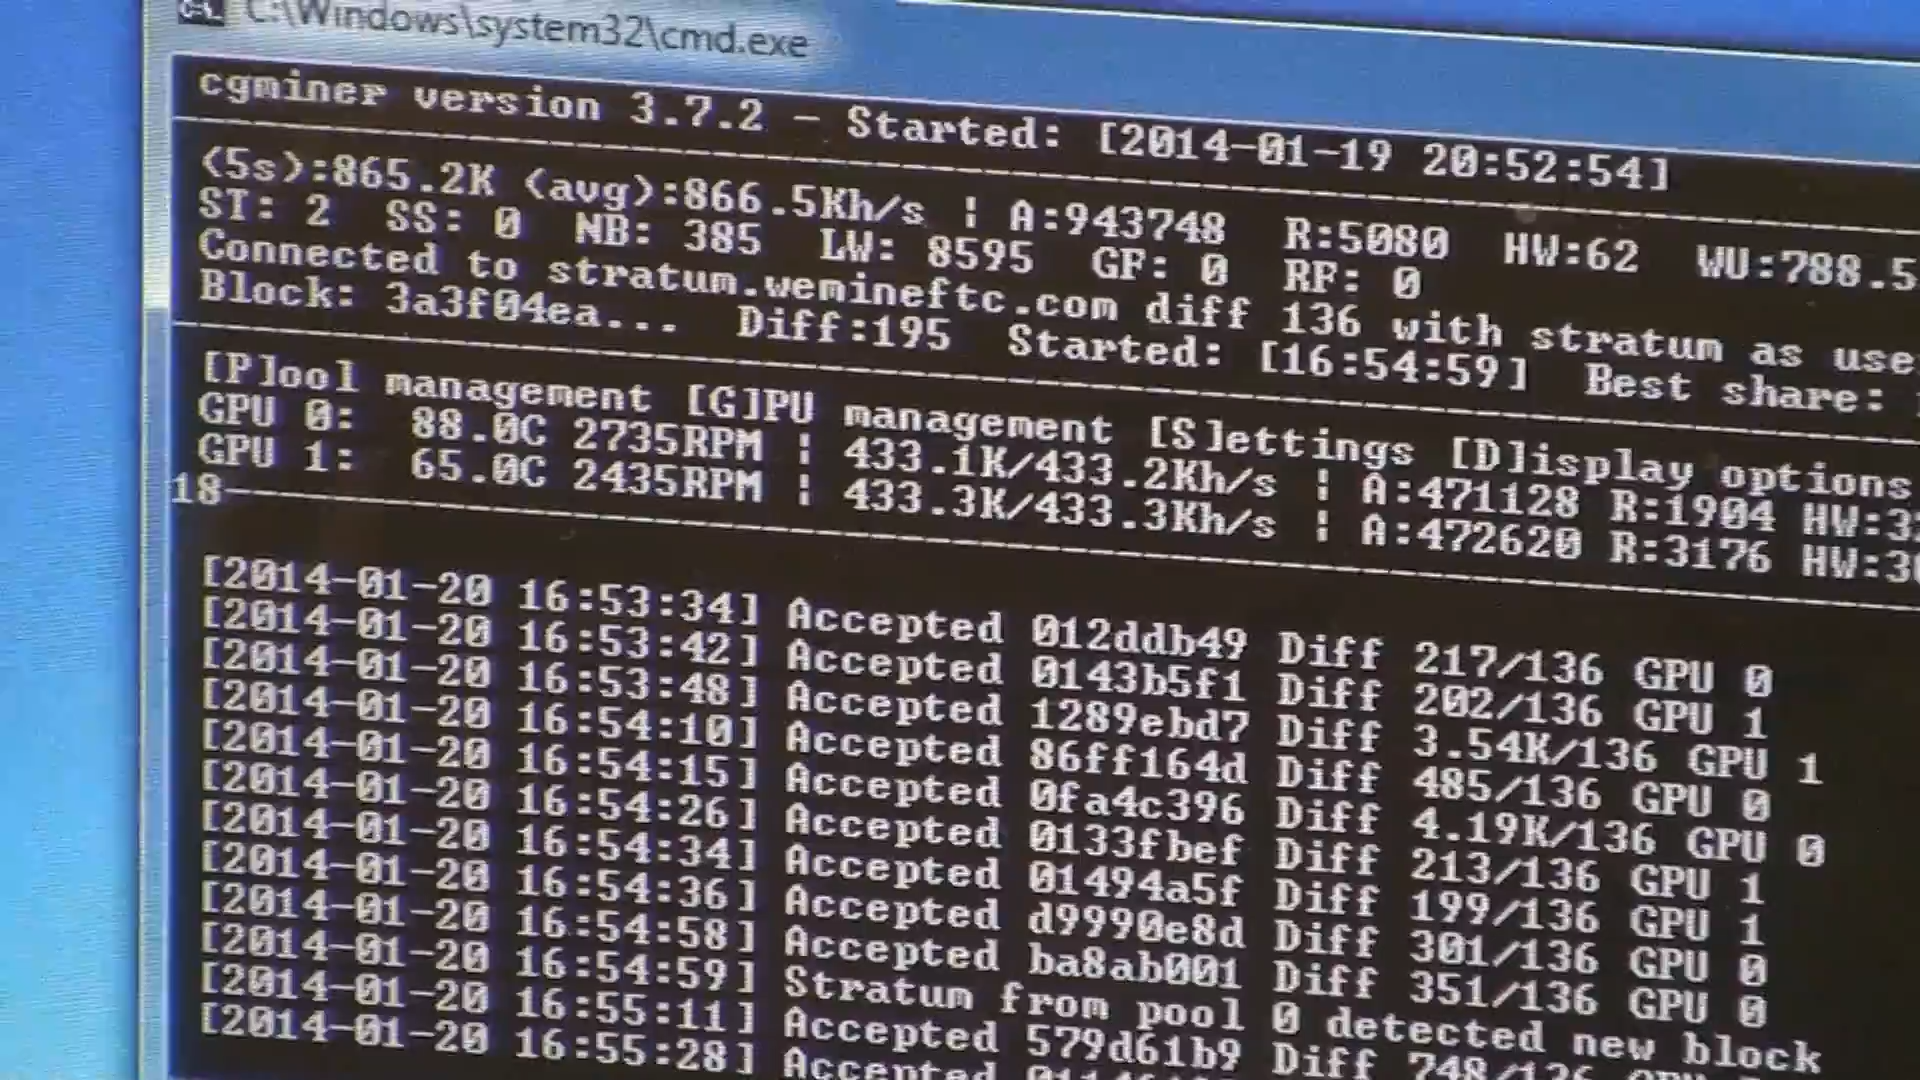 C:\Windows\system32\cmd.exe
cgminer version 3.7.2 - Started: [2014-01-19 20:52:54]
(5s):865.2K (avg):866.5Kh/s | A:943748 R:5080 HW:62 WU:788.5
ST: 2 SS: 0 NB: 385 LW: 8595 GF: 0 RF: 0
Connected to stratum.wemineftc.com diff 136 with stratum as use
Block: 3a3f04ea... Diff:195 Started: [16:54:59] Best share:
[P]ool management [G]PU management [S]ettings [D]isplay options
GPU 0: 88.0C 2735RPM | 433.1K/433.2Kh/s | A:471128 R:1904 HW:32
GPU 1: 65.0C 2435RPM | 433.3K/433.3Kh/s | A:472620 R:3176 HW:30
18
[2014-01-20 16:53:34] Accepted 012ddb49 Diff 217/136 GPU 0
[2014-01-20 16:53:42] Accepted 0143b5f1 Diff 202/136 GPU 1
[2014-01-20 16:53:48] Accepted 1289ebd7 Diff 3.54K/136 GPU 1
[2014-01-20 16:54:10] Accepted 86ff164d Diff 485/136 GPU 0
[2014-01-20 16:54:15] Accepted 0fa4c396 Diff 4.19K/136 GPU 0
[2014-01-20 16:54:26] Accepted 0133fbef Diff 213/136 GPU 1
[2014-01-20 16:54:34] Accepted 01494a5f Diff 199/136 GPU 1
[2014-01-20 16:54:36] Accepted d9990e8d Diff 301/136 GPU 0
[2014-01-20 16:54:58] Accepted ba8ab001 Diff 351/136 GPU 0
[2014-01-20 16:54:59] Stratum from pool 0 detected new block
[2014-01-20 16:55:11] Accepted 579d61b9 Diff 748/136
[2014-01-20 16:55:28] Accepted